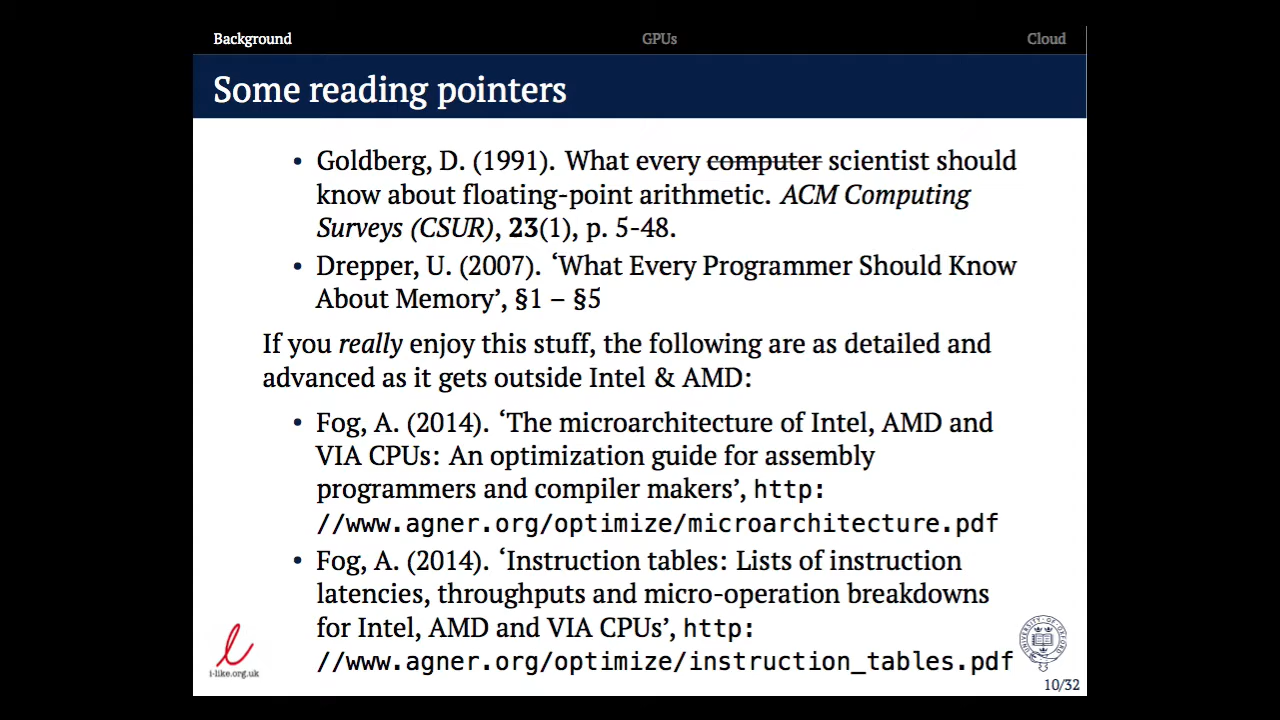 Background GPUs Cloud
Some reading pointers
• Goldberg, D. (1991). What every computer scientist should
know about floating-point arithmetic. ACM Computing
Surveys (CSUR), 23(1), p. 5-48.
• Drepper, U. (2007). ‘What Every Programmer Should Know
About Memory’, §1 – §5
If you really enjoy this stuff, the following are as detailed and
advanced as it gets outside Intel & AMD:
• Fog, A. (2014). ‘The microarchitecture of Intel, AMD and
VIA CPUs: An optimization guide for assembly
programmers and compiler makers’, http:
//www.agner.org/optimize/microarchitecture.pdf
• Fog, A. (2014). ‘Instruction tables: Lists of instruction
latencies, throughputs and micro-operation breakdowns
for Intel, AMD and VIA CPUs’, http:
//www.agner.org/optimize/instruction_tables.pdf
i-like.org.uk
UNIVERSITY OF OXFORD
10/32